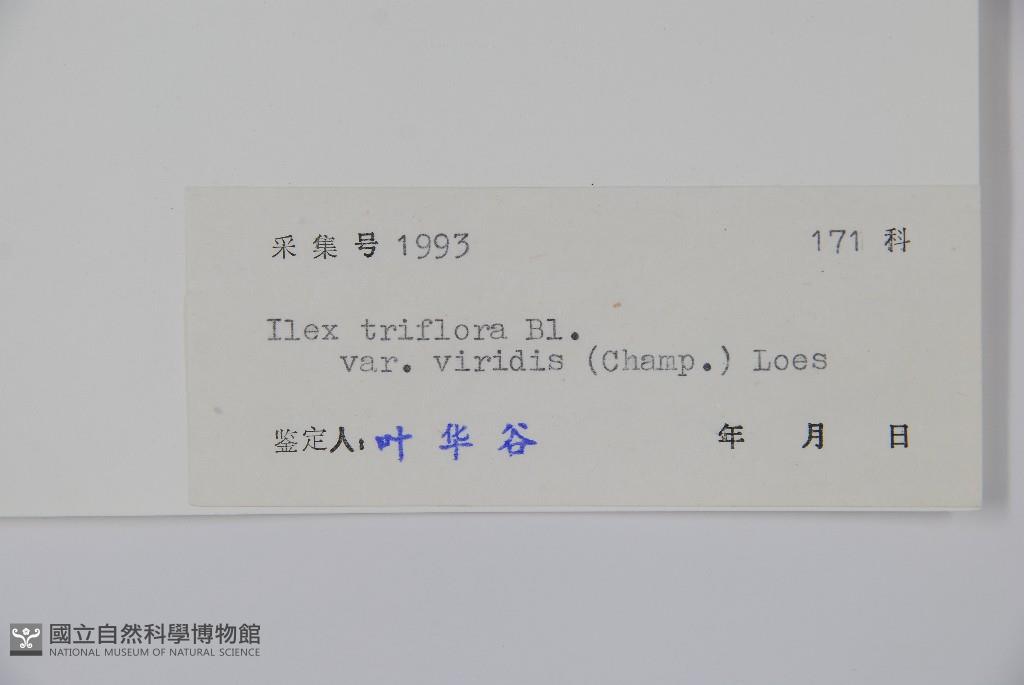 采集号 1993 171 科
Ilex triflora Bl.
var. viridis (Champ.) Loes
鉴定人: 叶华谷 年 月 日
國立自然科學博物館
NATIONAL MUSEUM OF NATURAL SCIENCE